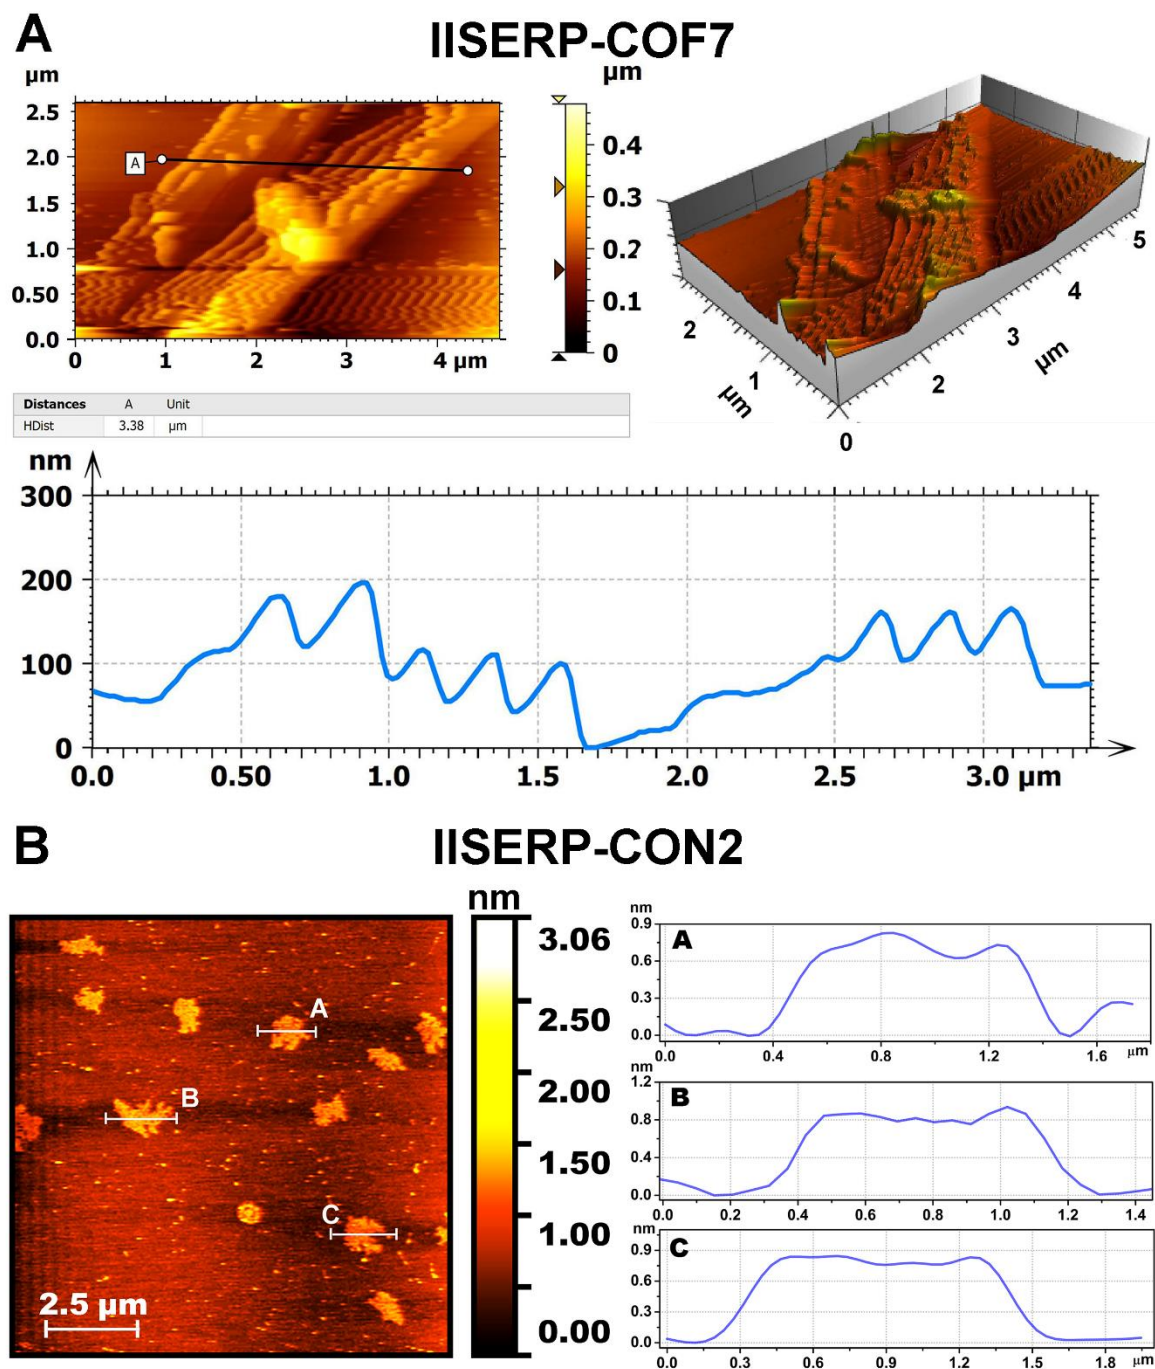 A
IISERP-COF7
µm
2.5
2.0
1.5
1.0
0.50
0.0
A
0 1 2 3 4 µm
µm
0.4
0.3
0.2
0.1
0
2
1
µm
0
2
3
4
5
µm
Distances A Unit
HDist 3.38 µm
nm
300
200
100
0
0.0 0.50 1.0 1.5 2.0 2.5 3.0 µm
B
IISERP-CON2
A
B
C
2.5 µm
nm
3.06
2.50
2.00
1.50
1.00
0.00
nm
0.9
0.6
0.3
0.0
A
0.0 0.4 0.8 1.2 1.6 µm
nm
1.2
0.8
0.4
0.0
B
0.0 0.2 0.4 0.6 0.8 1.0 1.2 1.4
nm
0.9
0.6
0.3
0.0
C
0.0 0.3 0.6 0.9 1.2 1.5 1.8 µm